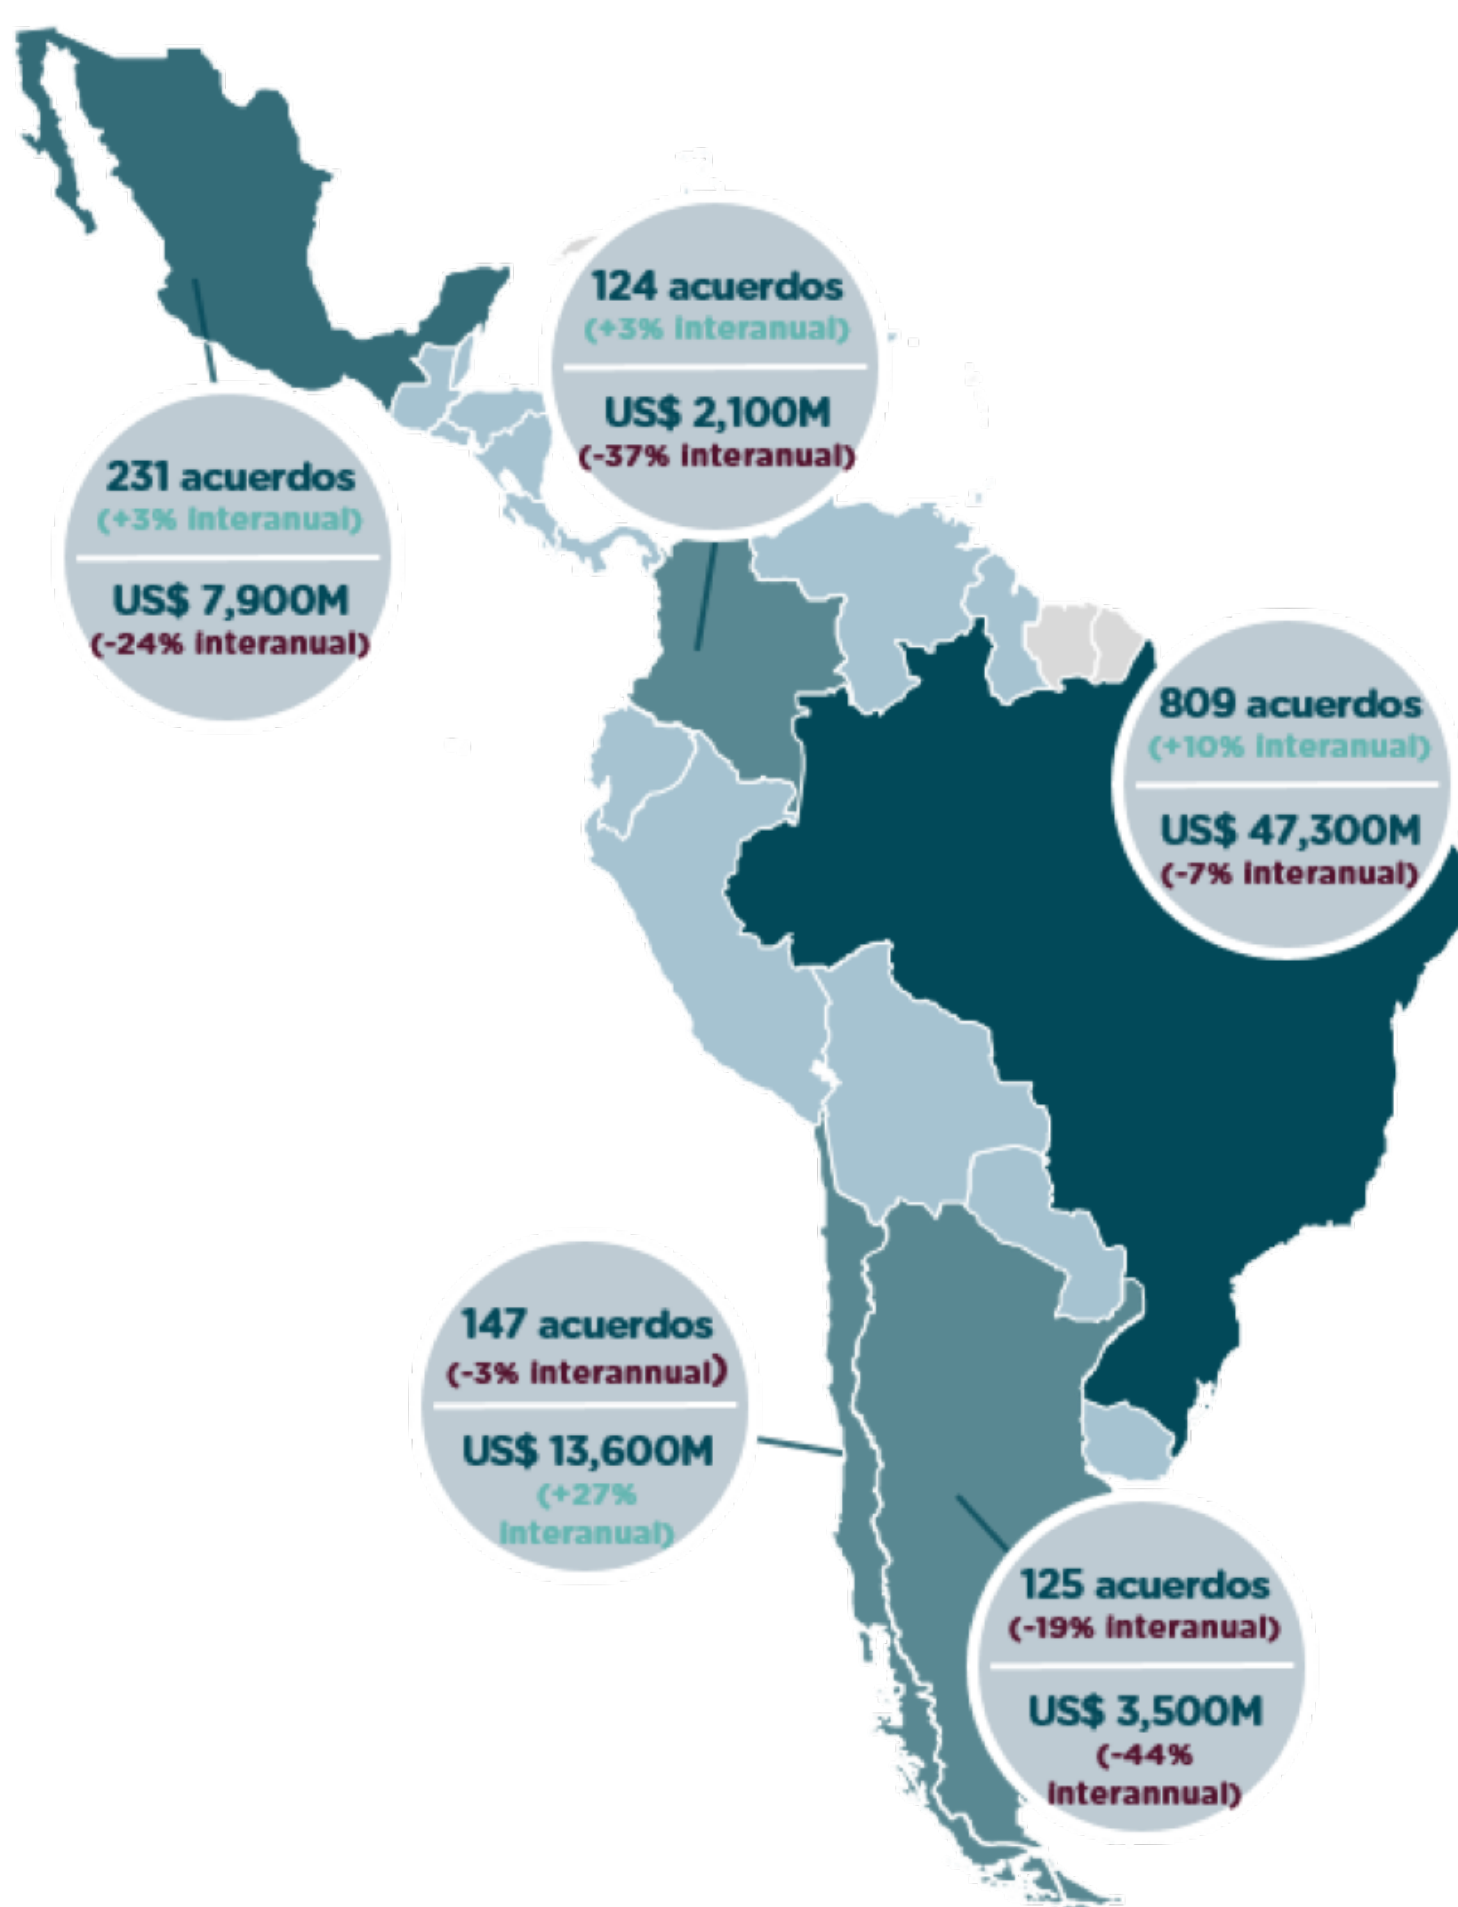 124 acuerdos
(+3% interanual)
US$ 2,100M
(-37% interanual)
231 acuerdos
(+3% interanual)
US$ 7,900M
(-24% interanual)
809 acuerdos
(+10% interanual)
US$ 47,300M
(-7% interanual)
147 acuerdos
(-3% interannual)
US$ 13,600M
(+27%
interanual)
125 acuerdos
(-19% interanual)
US$ 3,500M
(-44%
interannual)